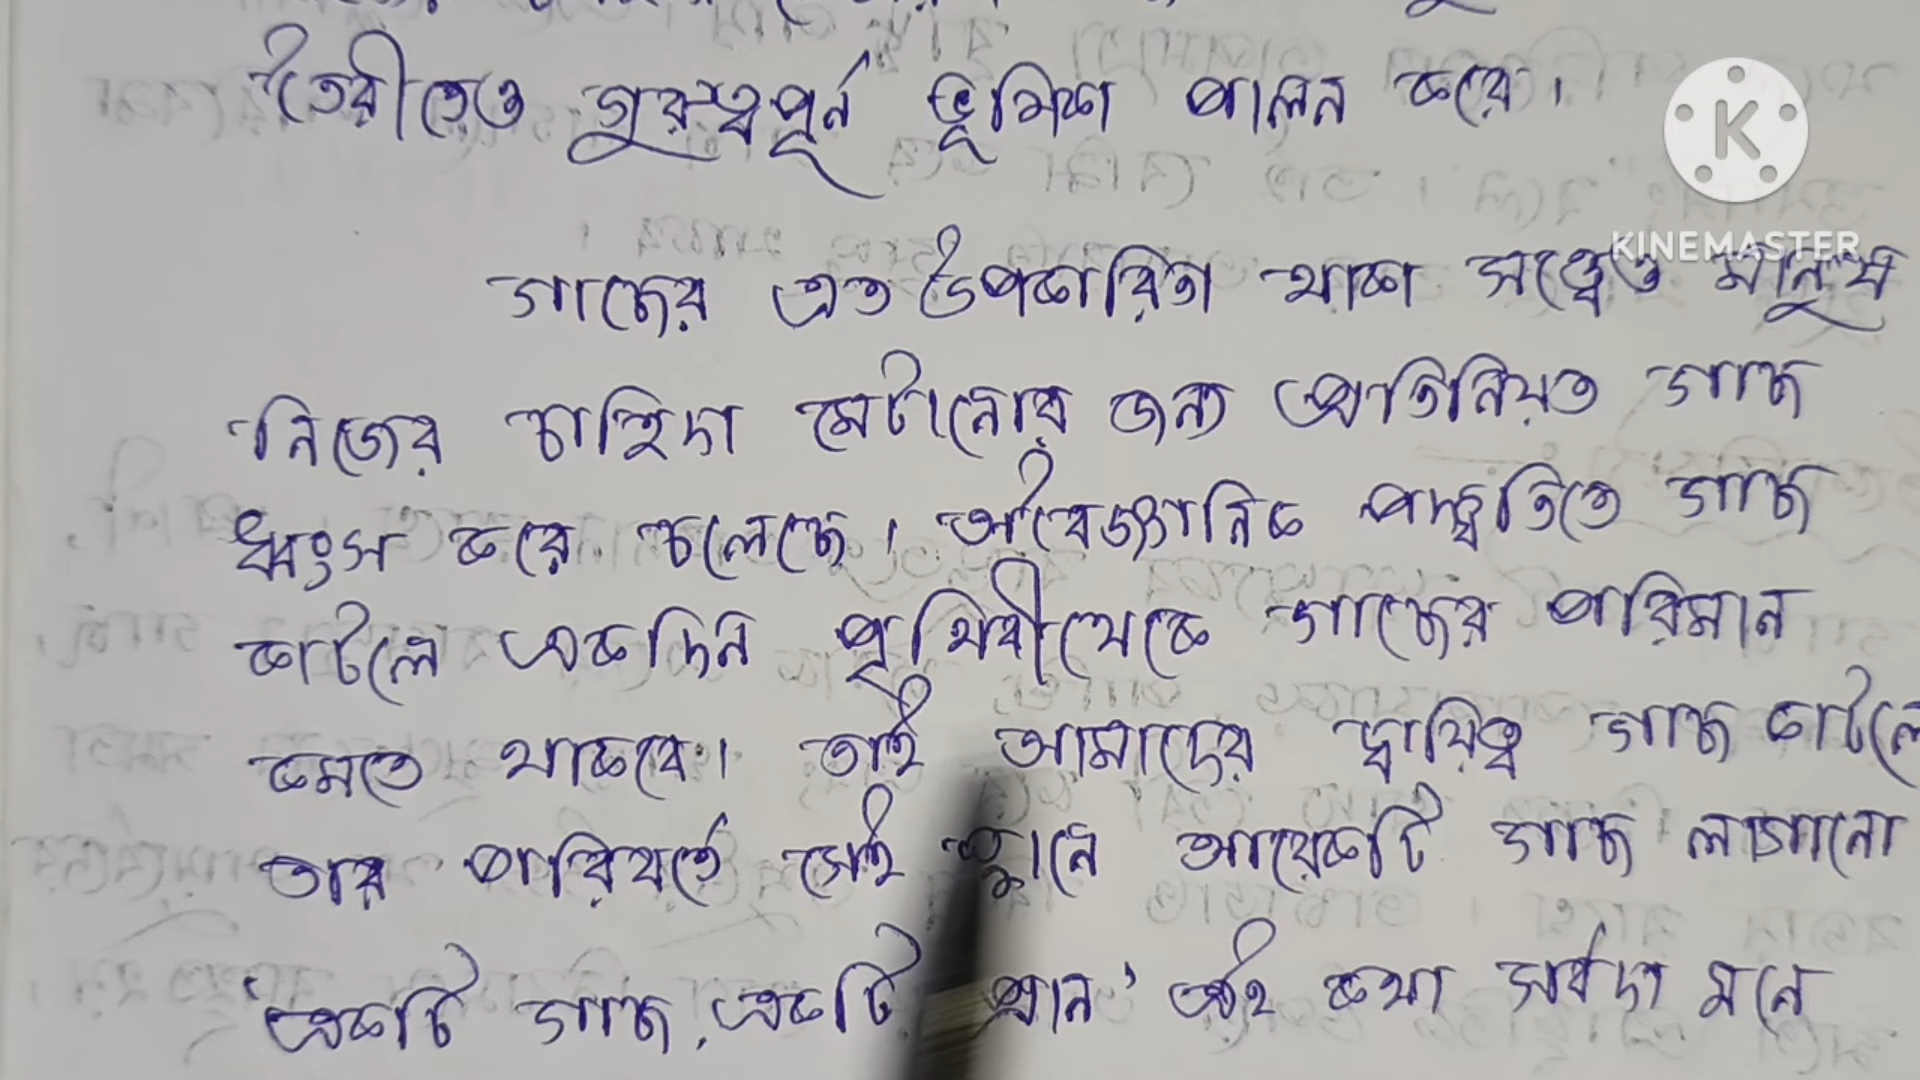 তৈরীতেও গুরুত্বপূর্ন ভূমিকা পালন করে।
গাছের এত উপকারিতা থাকা সত্ত্বেও মানুষ
নিজের চাহিদা মেটানোর জন্য প্রতিনিয়ত গাছ
ধ্বংস করে চলেছে। অবৈজ্ঞানিক পদ্ধতিতে গাছ
কাটলে একদিন পৃথিবী থেকে গাছের পরিমান
কমতে থাকবে। তাই আমাদের দ্বায়িত্ব গাছ কাটলে
তার পরিবর্তে সেই স্থানে আরেকটি গাছ লাগানো
'একটি গাছ, একটি প্রান' এই কথা সর্বদা মনে
KINEMASTER